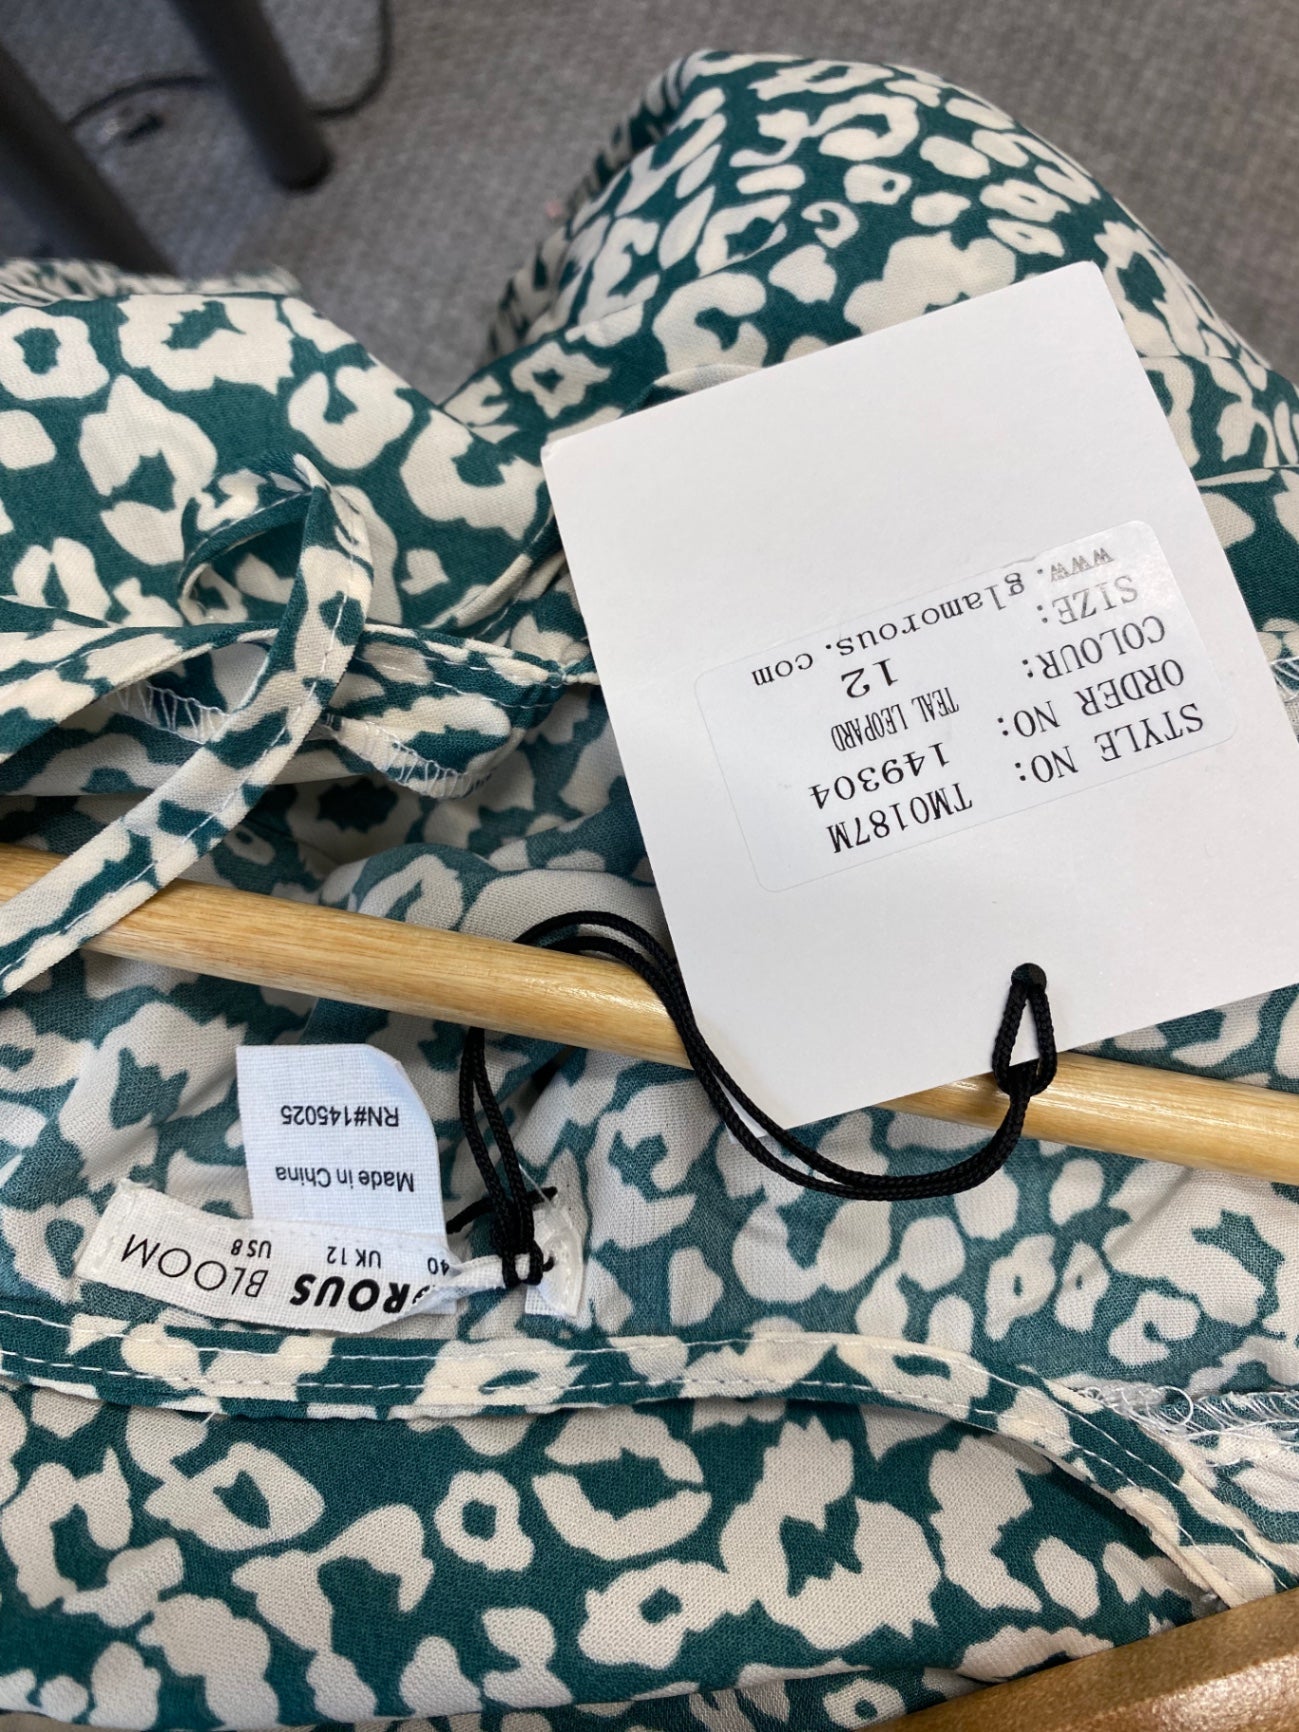 STYLE NO: TM0187M
ORDER NO: 149304
COLOUR: TEAL LEOPARD
SIZE: 12
www.glamorous.com
OROUS BLOOM
40 UK 12 US 8
Made in China
RN#145025